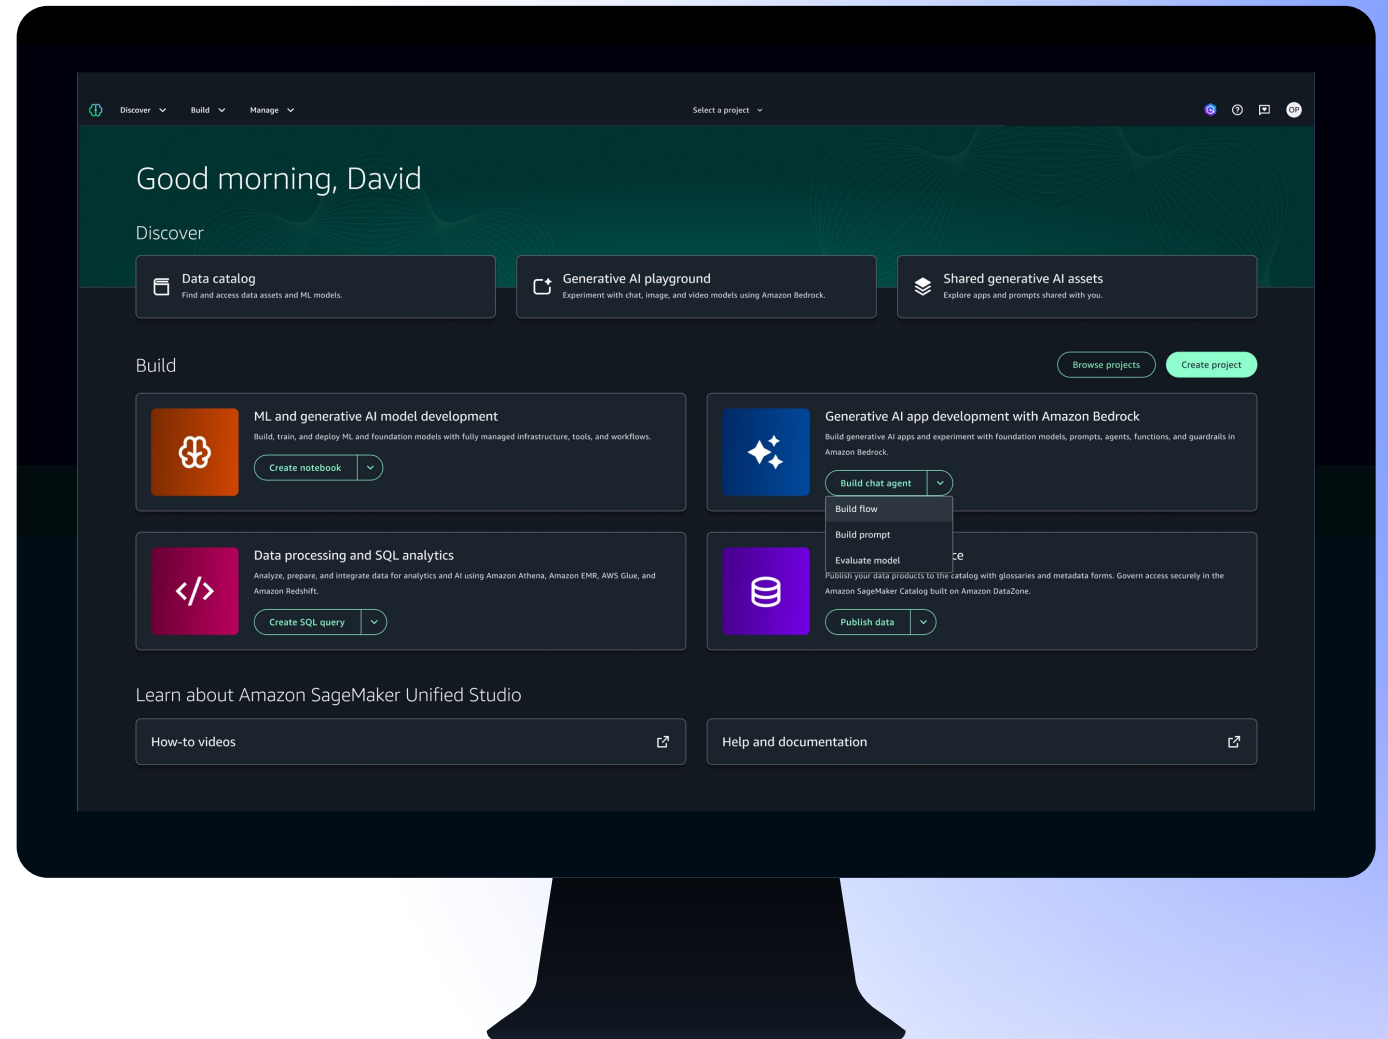 Discover
Build
Manage
Select a project
OP
Good morning, David
Discover
Data catalog
Find and access data assets and ML models.
Generative AI playground
Experiment with chat, image, and video models using Amazon Bedrock.
Shared generative AI assets
Explore apps and prompts shared with you.
Build
Browse projects
Create project
ML and generative AI model development
Build, train, and deploy ML and foundation models with fully managed infrastructure, tools, and workflows.
Create notebook
Generative AI app development with Amazon Bedrock
Build generative AI apps and experiment with foundation models, prompts, agents, functions, and guardrails in
Amazon Bedrock.
Build chat agent
Build flow
Build prompt
Evaluate model
Data processing and SQL analytics
Analyze, prepare, and integrate data for analytics and AI using Amazon Athena, Amazon EMR, AWS Glue, and
Amazon Redshift.
Create SQL query
Publish your data products to the catalog with glossaries and metadata forms. Govern access securely in the
Amazon SageMaker Catalog built on Amazon DataZone.
Publish data
Learn about Amazon SageMaker Unified Studio
How-to videos
Help and documentation